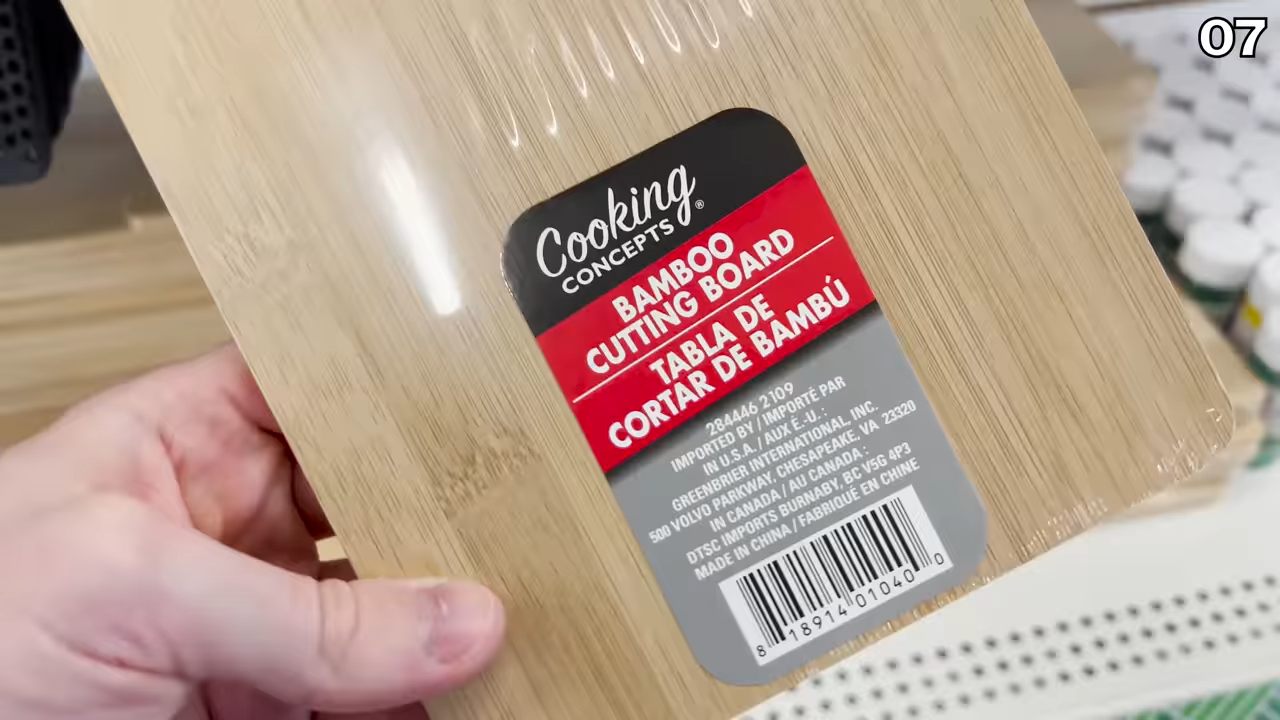 07
Cooking®
CONCEPTS
BAMBOO
CUTTING BOARD
TABLA DE
CORTAR DE BAMBÚ
284446 2109
IMPORTED BY / IMPORTÉ PAR
IN U.S.A. / AUX É.-U. :
GREENBRIER INTERNATIONAL, INC.
500 VOLVO PARKWAY, CHESAPEAKE, VA 23320
IN CANADA / AU CANADA :
DTSC IMPORTS BURNABY, BC V5G 4P3
MADE IN CHINA / FABRIQUÉ EN CHINE
8 18914 01040 0